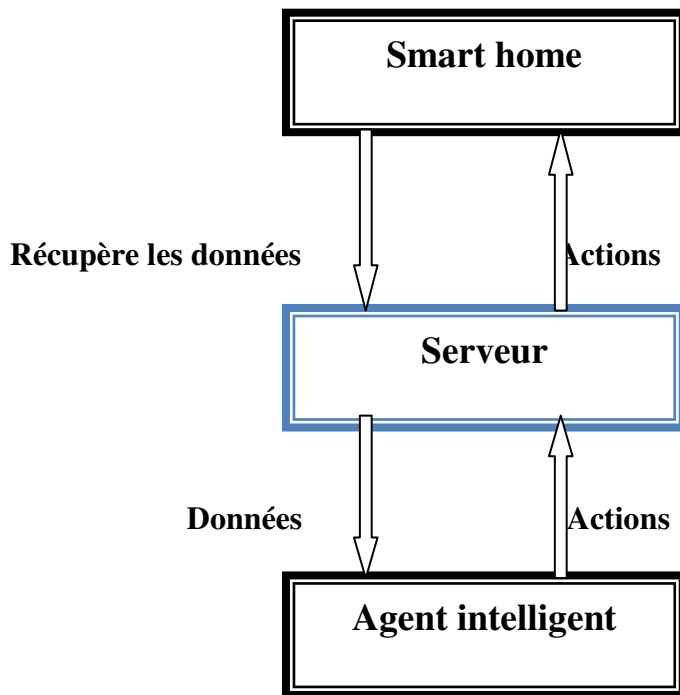 Smart home
Récupère les données
Actions
Serveur
Données
Actions
Agent intelligent